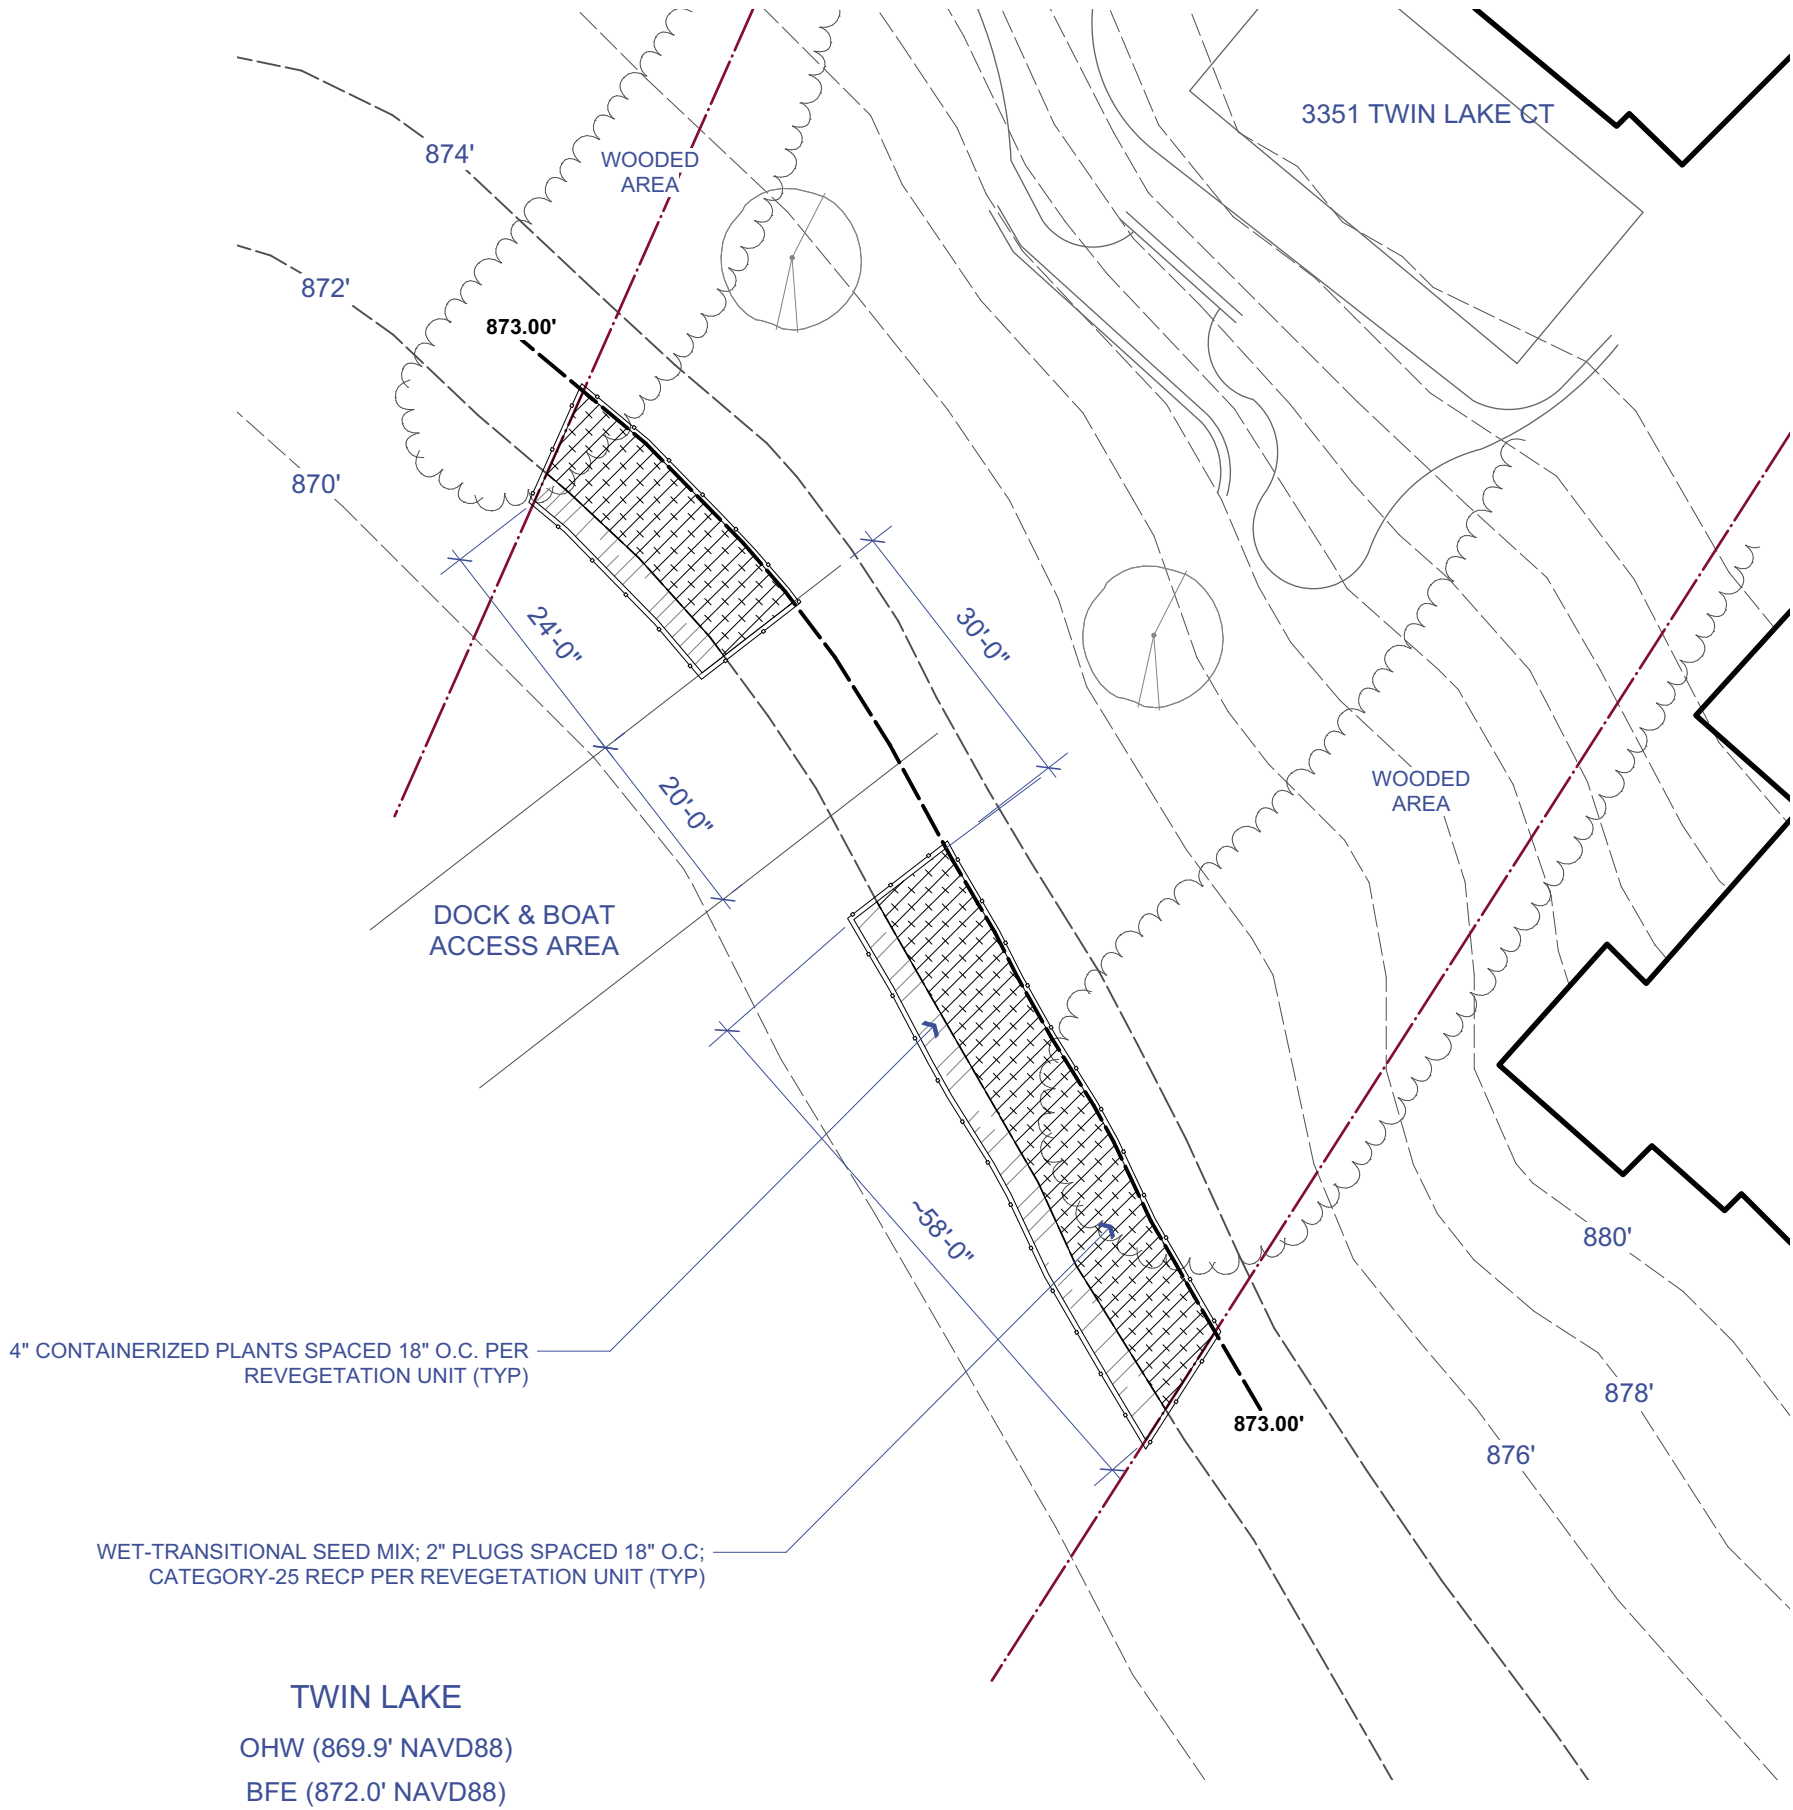 3351 TWIN LAKE CT
874'
WOODED
AREA
872'
873.00'
870'
24'-0"
30'-0"
20'-0"
WOODED
AREA
DOCK & BOAT
ACCESS AREA
~58'-0"
880'
4" CONTAINERIZED PLANTS SPACED 18" O.C. PER
REVEGETATION UNIT (TYP)
878'
873.00'
876'
WET-TRANSITIONAL SEED MIX; 2" PLUGS SPACED 18" O.C;
CATEGORY-25 RECP PER REVEGETATION UNIT (TYP)
TWIN LAKE
OHW (869.9' NAVD88)
BFE (872.0' NAVD88)